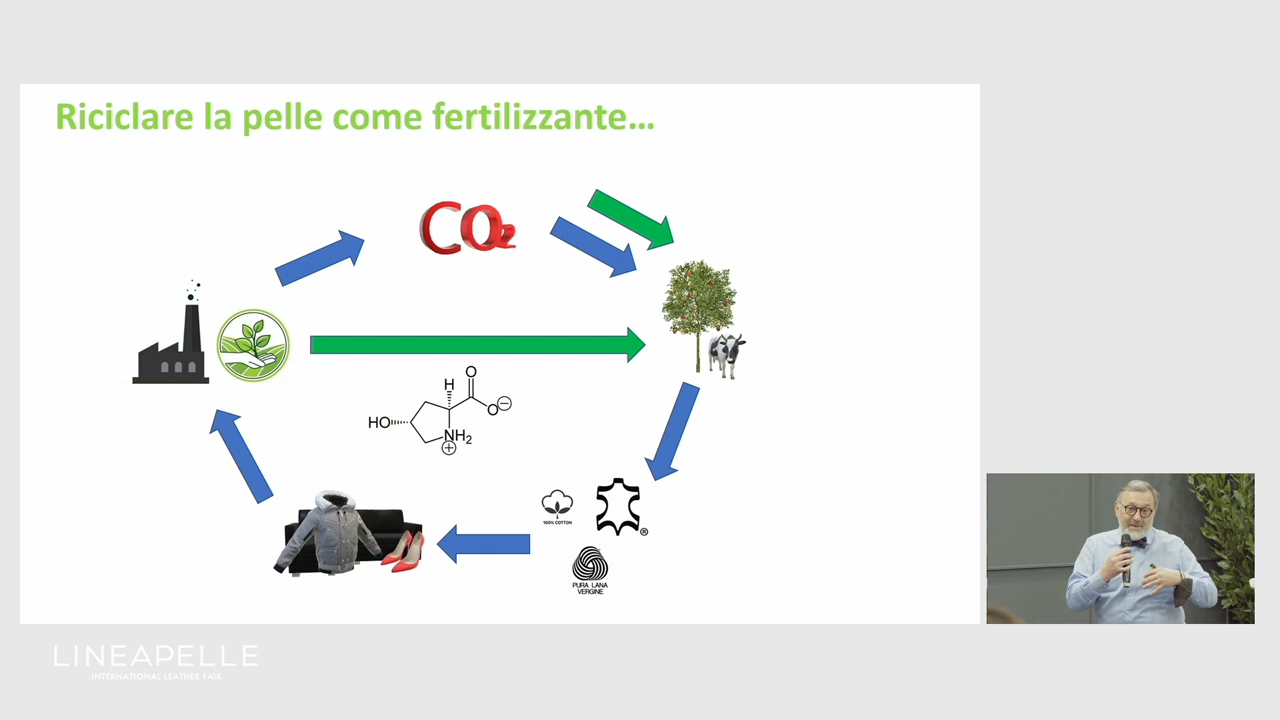 Riciclare la pelle come fertilizzante...
CO2
H
O
HO
O
NH2
100% COTTON
®
PURA LANA
VERGINE
LINEAPELLE
INTERNATIONAL LEATHER FAIR